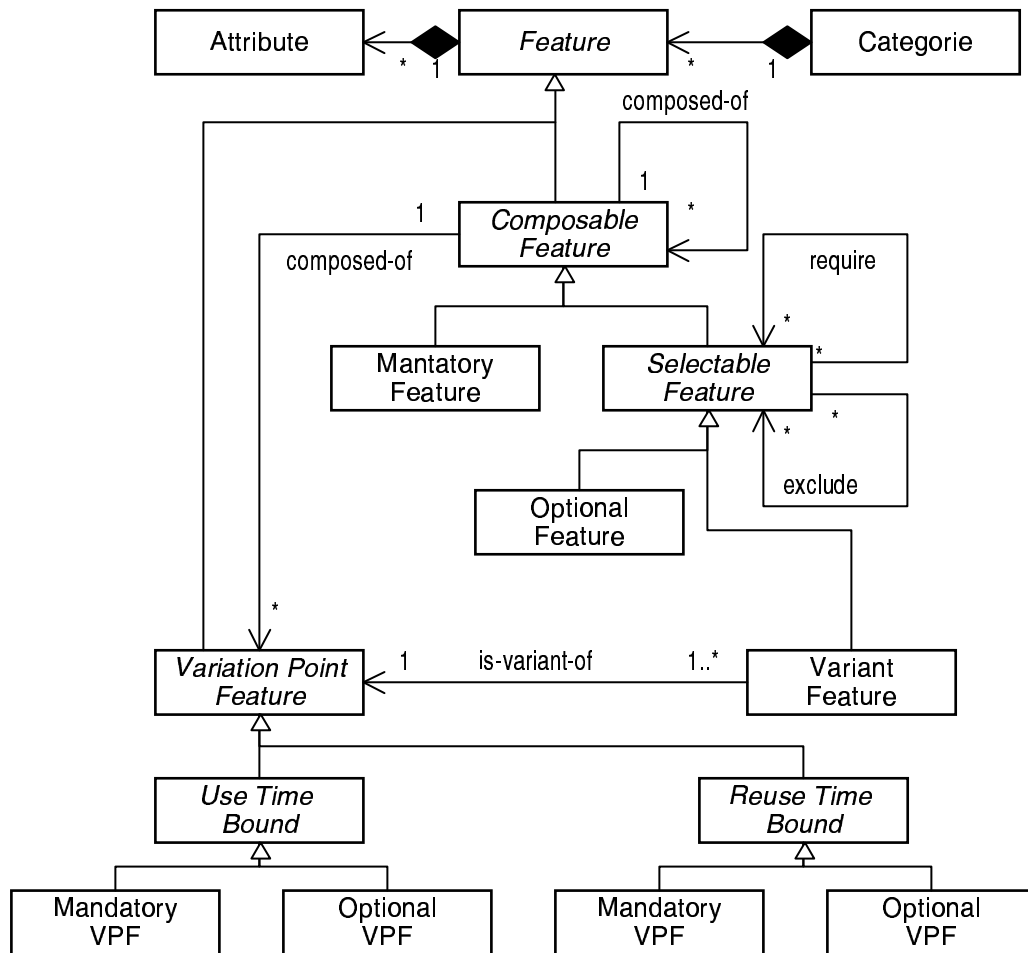 Attribute
Feature
Categorie
*
1
*
1
composed-of
1
*
Composable
Feature
1
composed-of
require
*
*
Mantatory
Feature
Selectable
Feature
*
*
exclude
Optional
Feature
*
Variation Point
Feature
1
is-variant-of
1..*
Variant
Feature
Use Time
Bound
Reuse Time
Bound
Mandatory
VPF
Optional
VPF
Mandatory
VPF
Optional
VPF